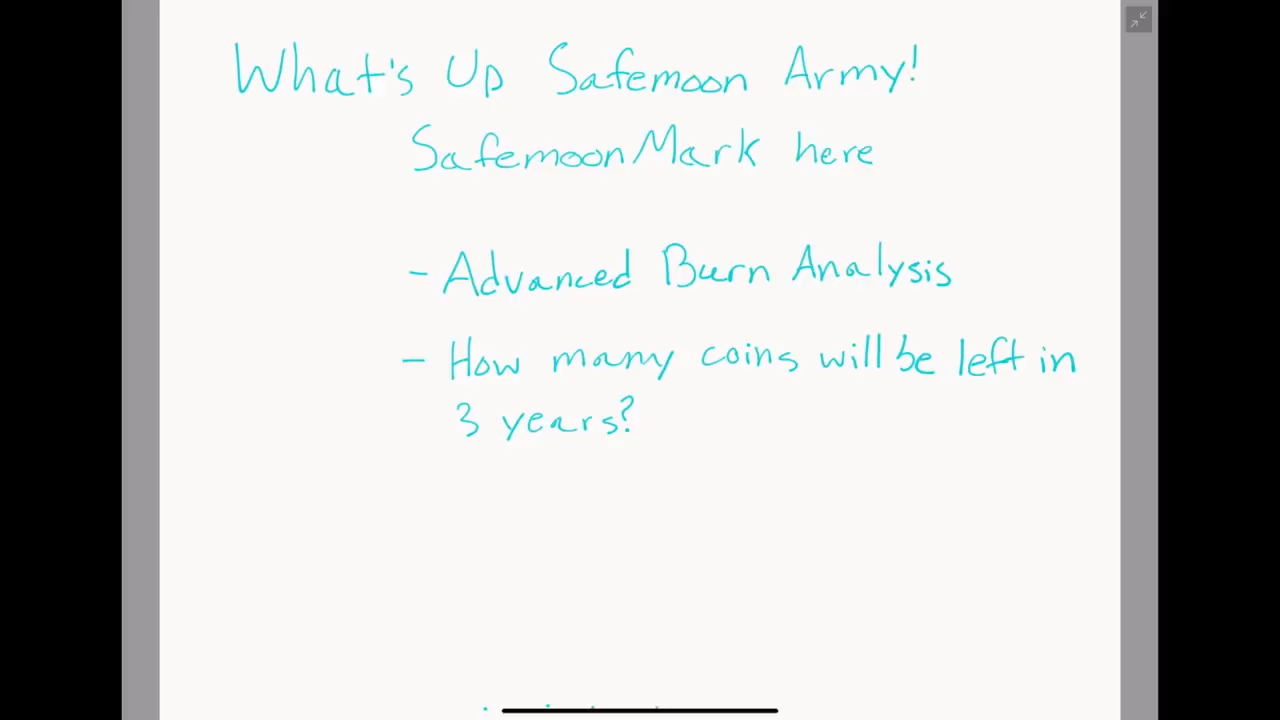 What's Up Safemoon Army!
SafemoonMark here
- Advanced Burn Analysis
- How many coins will be left in
3 years?